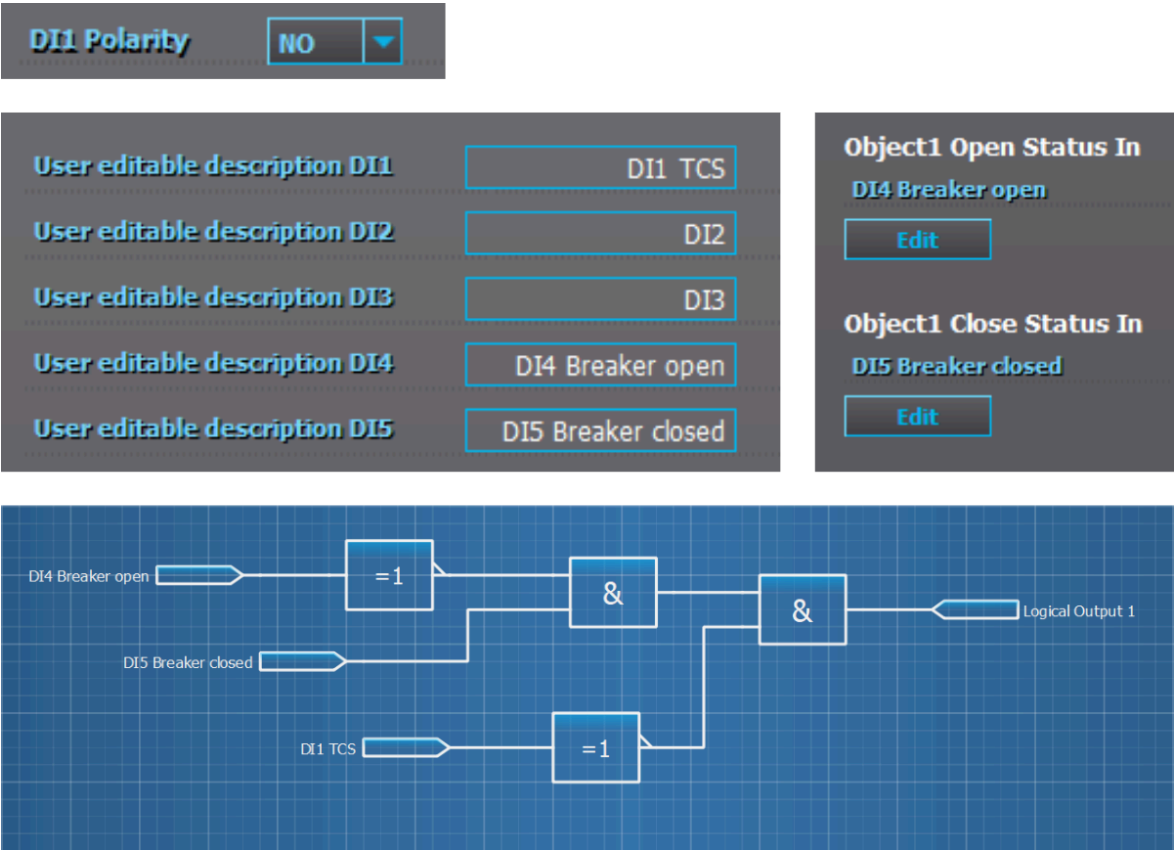 DI1 Polarity NO
User editable description DI1 DI1 TCS
User editable description DI2 DI2
User editable description DI3 DI3
User editable description DI4 DI4 Breaker open
User editable description DI5 DI5 Breaker closed
Object1 Open Status In
DI4 Breaker open
Edit
Object1 Close Status In
DI5 Breaker closed
Edit
DI4 Breaker open =1
&
&
Logical Output 1
DI5 Breaker closed
DI1 TCS =1